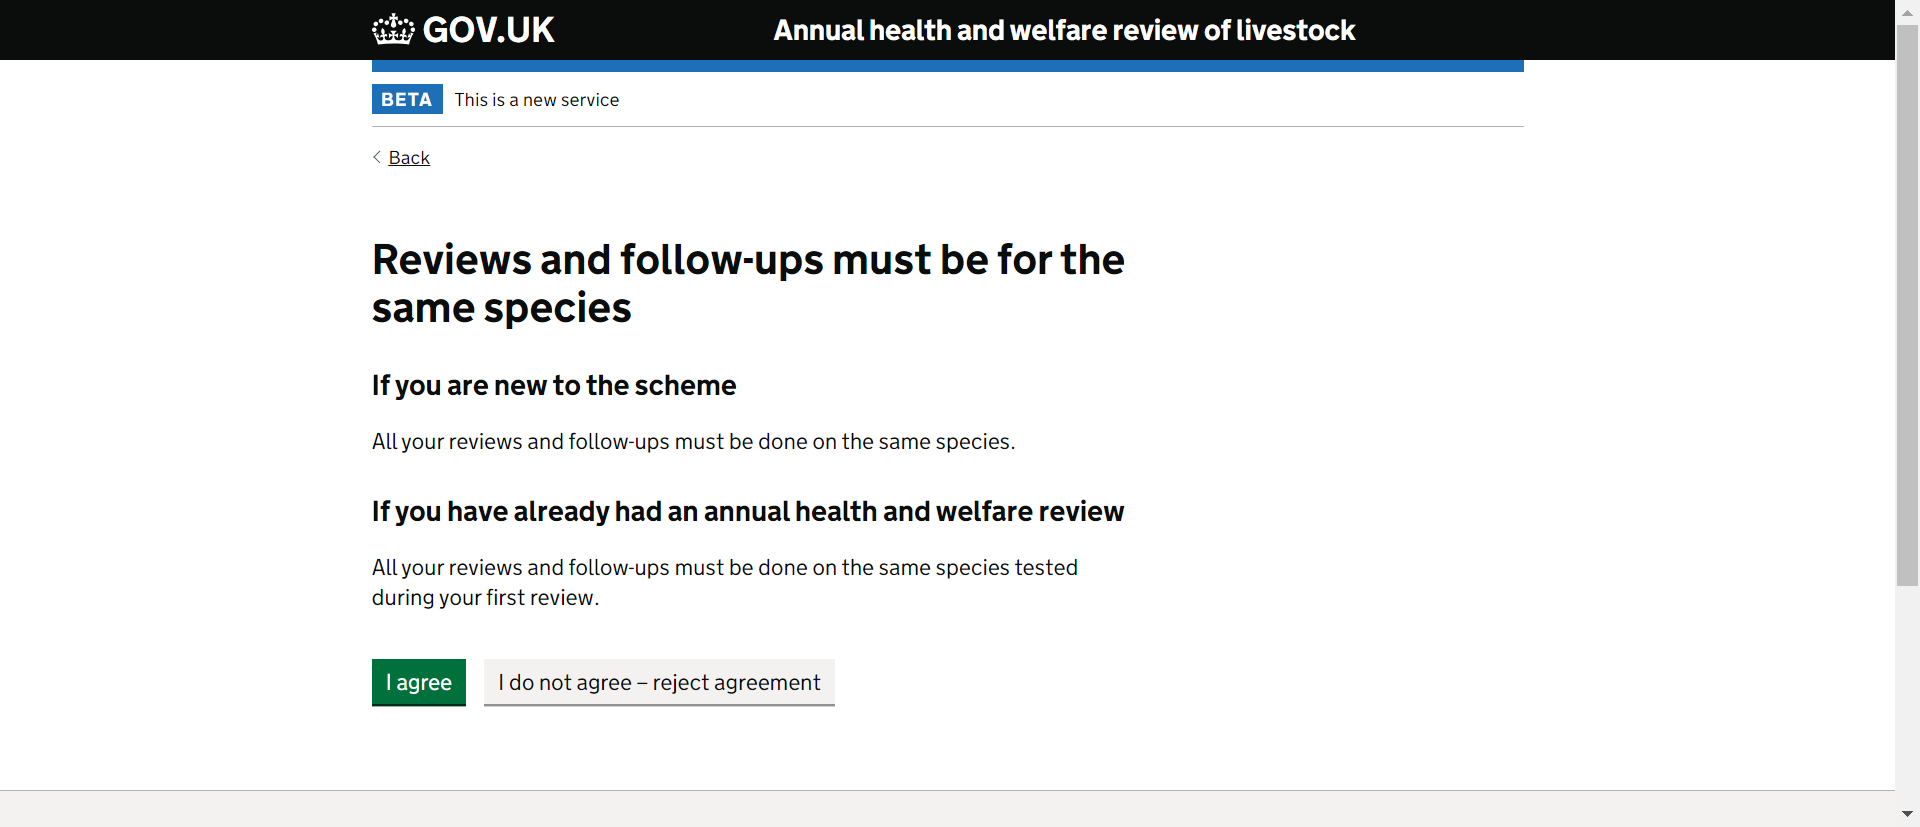 GOV.UK
Annual health and welfare review of livestock
BETA This is a new service
Back
Reviews and follow-ups must be for the
same species
If you are new to the scheme
All your reviews and follow-ups must be done on the same species.
If you have already had an annual health and welfare review
All your reviews and follow-ups must be done on the same species tested
during your first review.
I agree
I do not agree – reject agreement